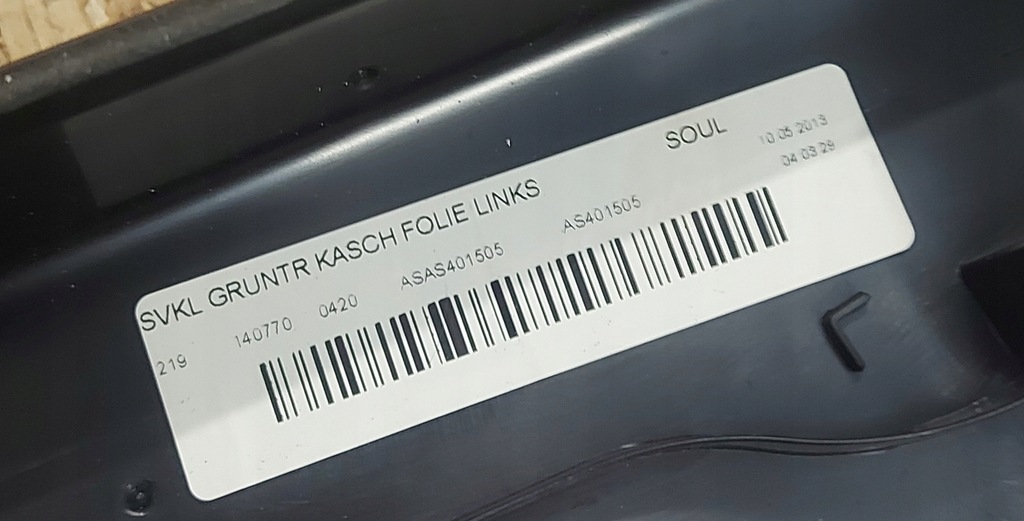 SVKL GRUNTR KASCH FOLIE LINKS SOUL 10.05.2013
04:03:29
219 140770 0420 ASAS401505 AS401505
L